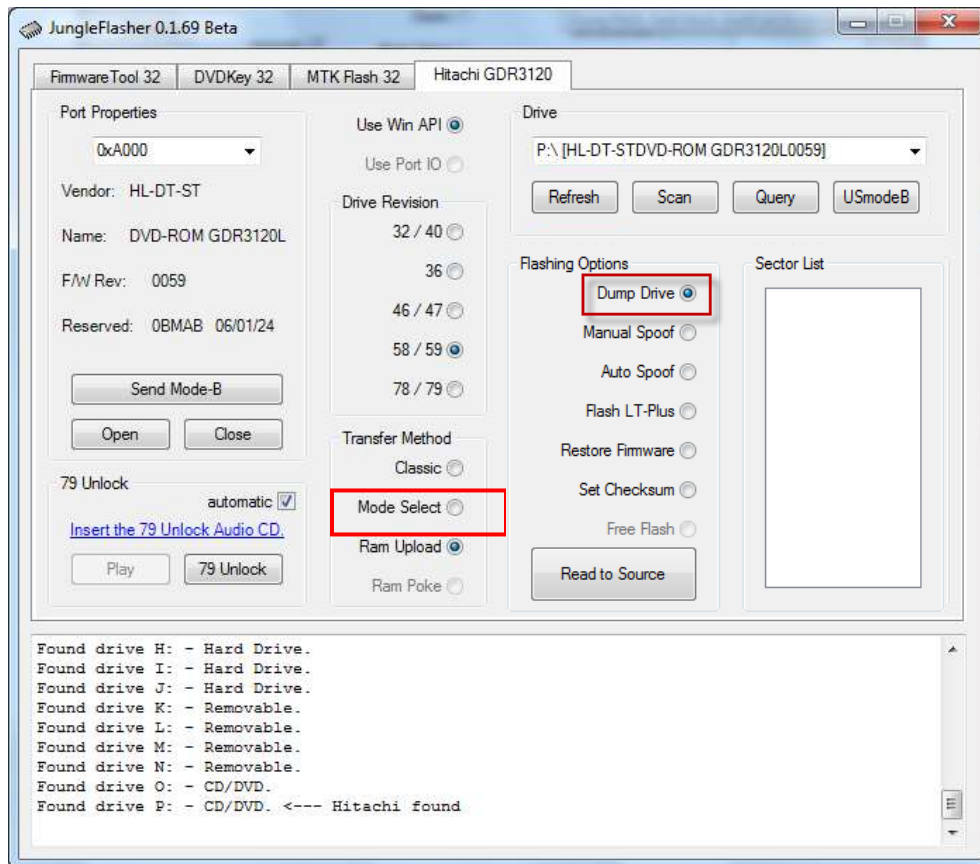 JungleFlasher 0.1.69 Beta
FirmwareTool 32 DVDKey 32 MTK Flash 32 Hitachi GDR3120
Port Properties
0xA000
Vendor: HL-DT-ST
Name: DVD-ROM GDR3120L
F/W Rev: 0059
Reserved: 0BMAB 06/01/24
Send Mode-B
Open Close
79 Unlock
automatic
Insert the 79 Unlock Audio CD.
Play 79 Unlock
Use Win API
Use Port IO
Drive Revision
32 / 40
36
46 / 47
58 / 59
78 / 79
Transfer Method
Classic
Mode Select
Ram Upload
Ram Poke
Drive
P:\ [HL-DT-STDVD-ROM GDR3120L0059]
Refresh Scan Query USmodeB
Flashing Options
Dump Drive
Manual Spoof
Auto Spoof
Flash LT-Plus
Restore Firmware
Set Checksum
Free Flash
Read to Source
Sector List
Found drive H: - Hard Drive.
Found drive I: - Hard Drive.
Found drive J: - Hard Drive.
Found drive K: - Removable.
Found drive L: - Removable.
Found drive M: - Removable.
Found drive N: - Removable.
Found drive O: - CD/DVD.
Found drive P: - CD/DVD. <--- Hitachi found